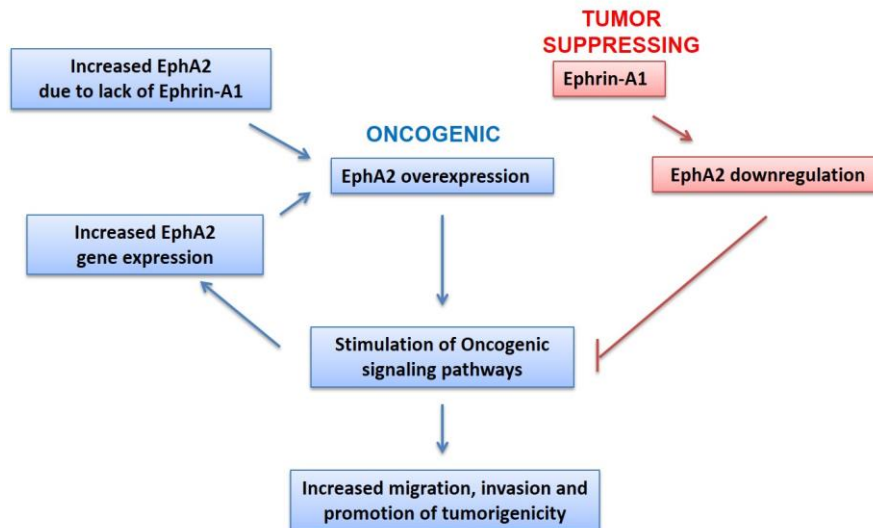 TUMOR
SUPPRESSING
Increased EphA2
due to lack of Ephrin-A1
Ephrin-A1
ONCOGENIC
EphA2 overexpression
EphA2 downregulation
Increased EphA2
gene expression
Stimulation of Oncogenic
signaling pathways
Increased migration, invasion and
promotion of tumorigenicity